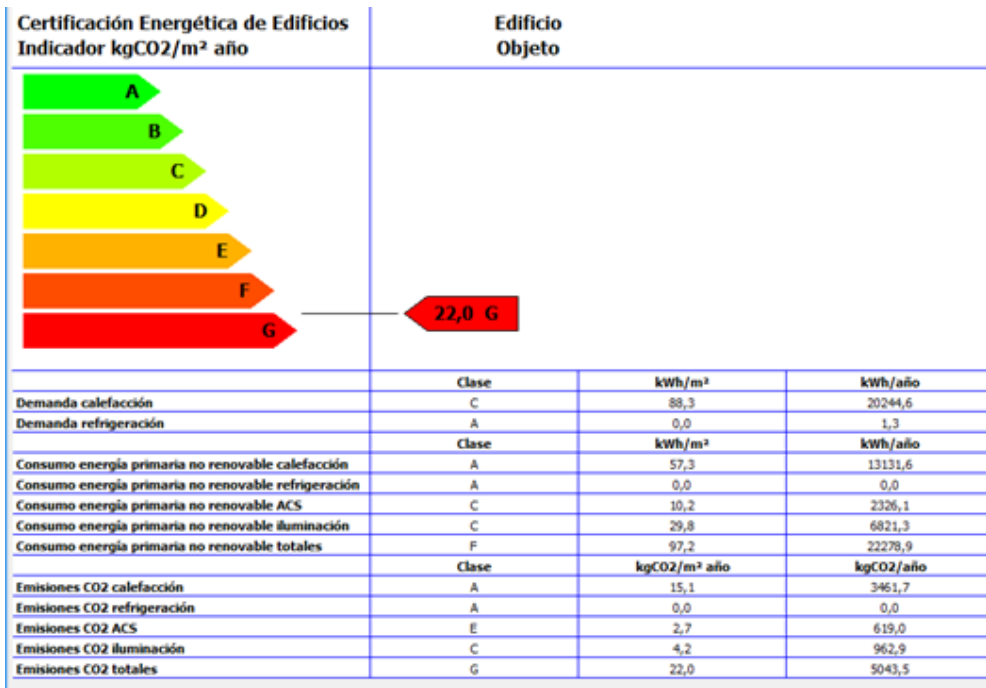 Certificación Energética de Edificios Edificio
Indicador kgCO2/m² año Objeto
A
B
C
D
E
F
22,0 G
G
Clase kWh/m² kWh/año
Demanda calefacción C 88,3 20244,6
Demanda refrigeración A 0,0 1,3
Clase kWh/m² kWh/año
Consumo energía primaria no renovable calefacción A 57,3 13131,6
Consumo energía primaria no renovable refrigeración A 0,0 0,0
Consumo energía primaria no renovable ACS C 10,2 2326,1
Consumo energía primaria no renovable iluminación C 29,8 6821,3
Consumo energía primaria no renovable totales F 97,2 22278,9
Clase kgCO2/m² año kgCO2/año
Emisiones CO2 calefacción A 15,1 3461,7
Emisiones CO2 refrigeración A 0,0 0,0
Emisiones CO2 ACS E 2,7 619,0
Emisiones CO2 iluminación C 4,2 962,9
Emisiones CO2 totales G 22,0 5043,5